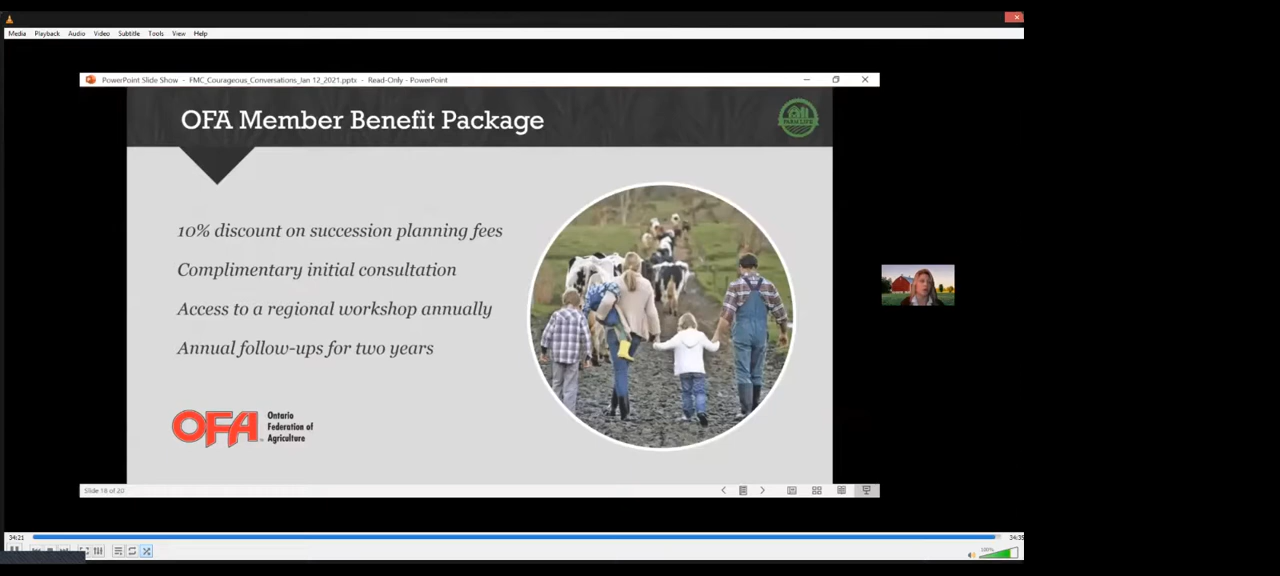 Media Playback Audio Video Subtitle Tools View Help
PowerPoint Slide Show - FMC_Courageous_Conversations_Jan 12_2021.pptx - Read-Only - PowerPoint
OFA Member Benefit Package
10% discount on succession planning fees
Complimentary initial consultation
Access to a regional workshop annually
Annual follow-ups for two years
OFA
Ontario
Federation of
Agriculture
Slide 18 of 20
34:21
34:35
100%